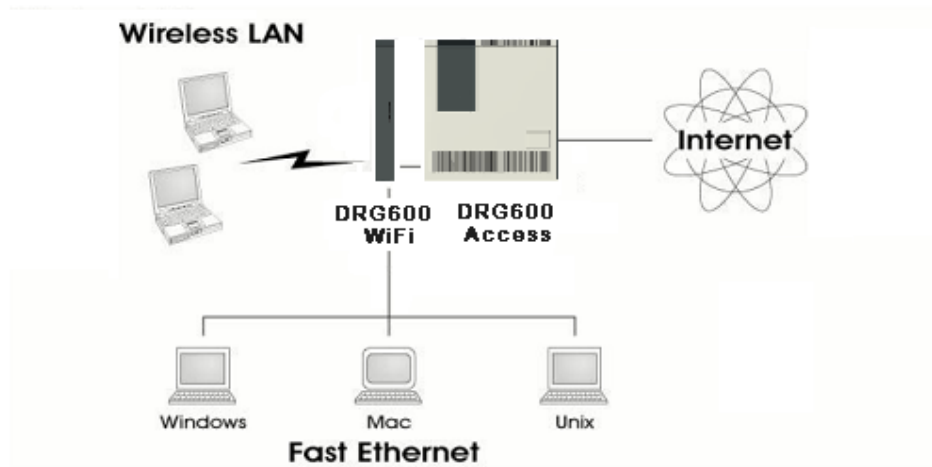 Wireless LAN
Internet
DRG600 WiFi
DRG600 Access
Windows
Mac
Unix
Fast Ethernet